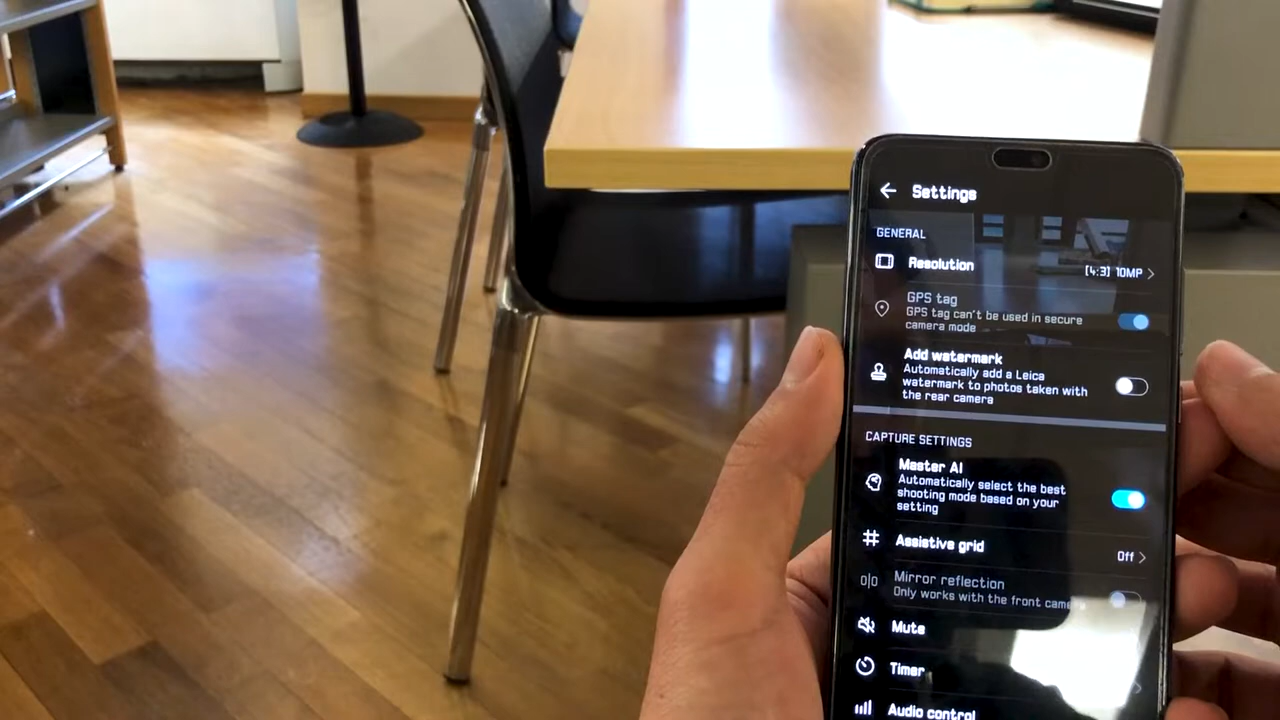 Settings
GENERAL
Resolution [4:3] 10MP
GPS tag
GPS tag can't be used in secure
camera mode
Add watermark
Automatically add a Leica
watermark to photos taken with
the rear camera
CAPTURE SETTINGS
Master AI
Automatically select the best
shooting mode based on your
setting
Assistive grid Off
Mirror reflection
Only works with the front camera
Mute
Timer
Audio control